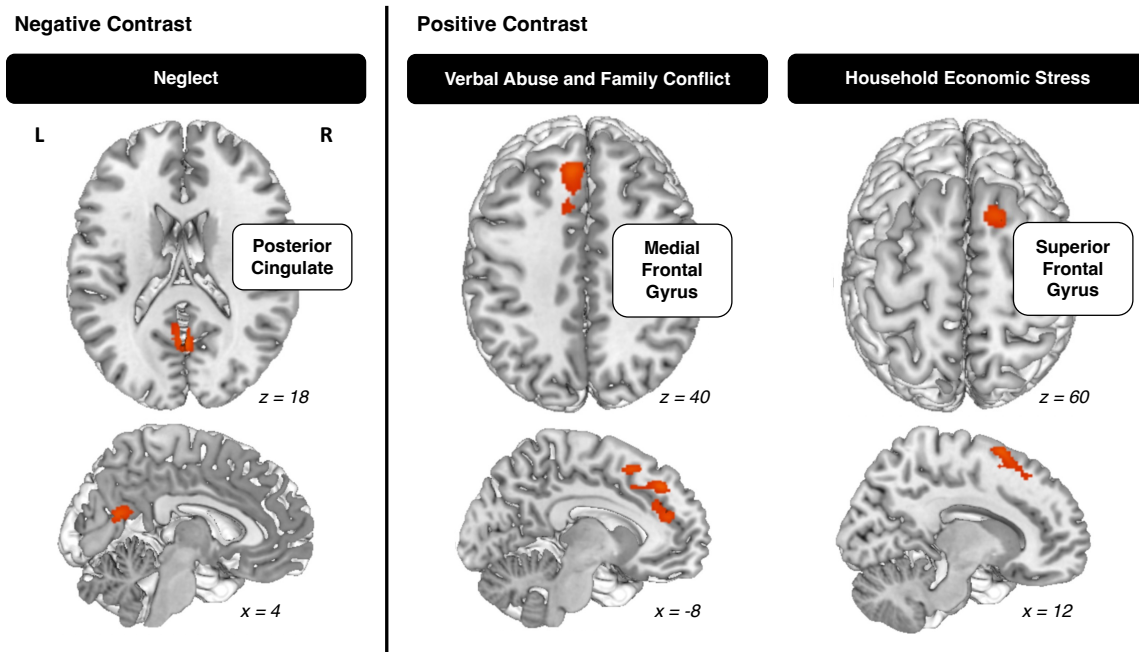 Negative Contrast
Neglect
L
R
Posterior
Cingulate
z = 18
x = 4
Positive Contrast
Verbal Abuse and Family Conflict
Medial
Frontal
Gyrus
z = 40
x = -8
Household Economic Stress
Superior
Frontal
Gyrus
z = 60
x = 12